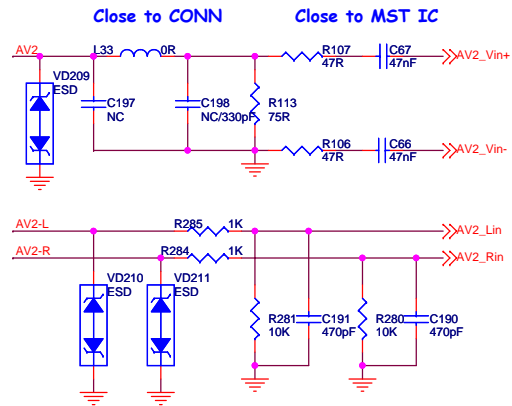 Close to CONN Close to MST IC
AV2 L33 0R R107 C67 AV2_Vin+
47R 47nF
VD209
ESD
C197 C198 R113
NC NC/330pF 75R
R106 C66 AV2_Vin-
47R 47nF
AV2-L R285 1K AV2_Lin
AV2-R R284 1K AV2_Rin
VD210 VD211
ESD ESD
R281 C191 R280 C190
10K 470pF 10K 470pF